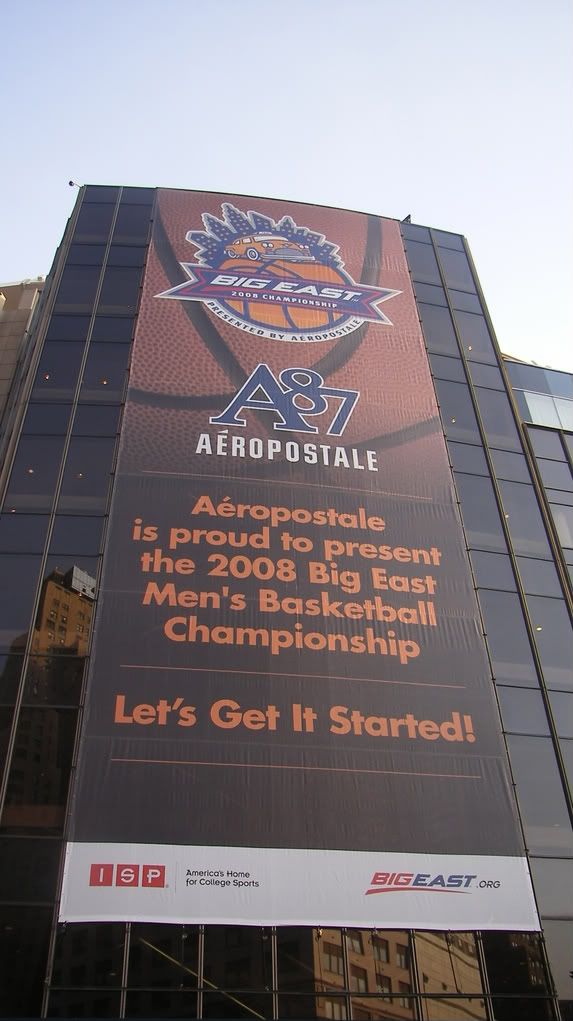 BIG EAST
2008 CHAMPIONSHIP
PRESENTED BY AÉROPOSTALE
A87
AÉROPOSTALE
Aéropostale
is proud to present
the 2008 Big East
Men's Basketball
Championship
Let's Get It Started!
ISP
America's Home
for College Sports
BIGEAST.ORG